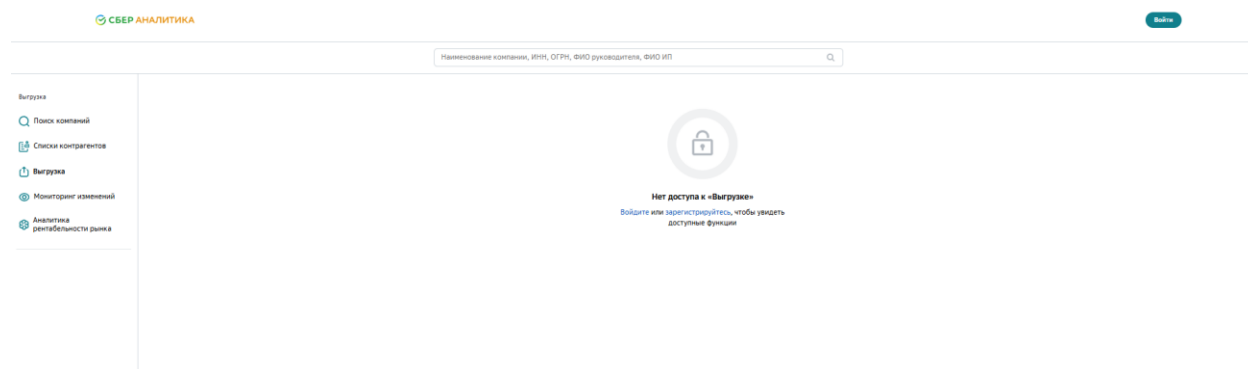 СБЕР АНАЛИТИКА
Войти
Наименование компании, ИНН, ОГРН, ФИО руководителя, ФИО ИП
Выгрузка
Поиск компаний
Списки контрагентов
Выгрузка
Мониторинг изменений
Аналитика
рентабельности рынка
Нет доступа к «Выгрузке»
Войдите или зарегистрируйтесь, чтобы увидеть
доступные функции